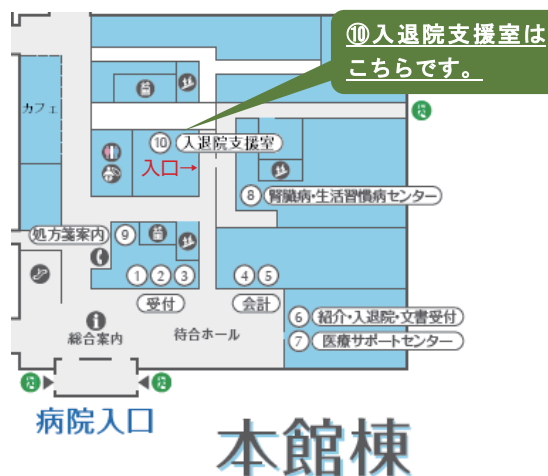 ⑩入退院支援室は
こちらです。
カフェ
⑩ 入退院支援室
入口→
⑧ 腎臓病・生活習慣病センター
処方箋案内 ⑨
① ② ③
受付
④ ⑤
会計
⑥ 紹介・入退院・文書受付
⑦ 医療サポートセンター
総合案内
待合ホール
病院入口
本館棟